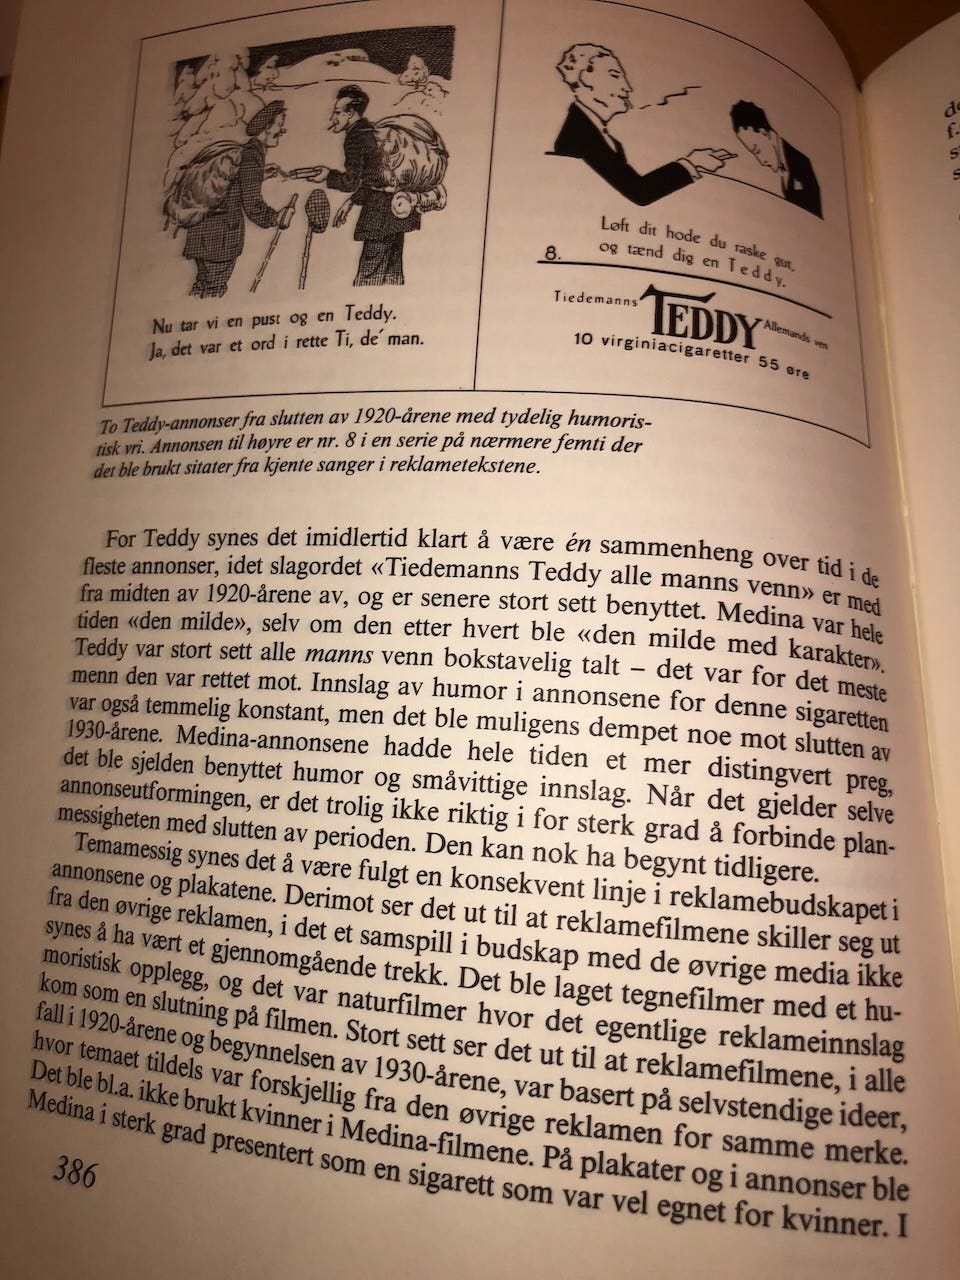 Nu tar vi en pust og en Teddy.
Ja, det var et ord i rette Ti, de´ man.
Løft dit hode du raske gut,
og tænd dig en Teddy.
8.
Tiedemanns TEDDY Allemands ven
10 virginiacigaretter 55 øre
To Teddy-annonser fra slutten av 1920-årene med tydelig humoris-
tisk vri. Annonsen til høyre er nr. 8 i en serie på nærmere femti der
det ble brukt sitater fra kjente sanger i reklametekstene.
For Teddy synes det imidlertid klart å være én sammenheng over tid i de
fleste annonser, idet slagordet «Tiedemanns Teddy alle manns venn» er med
fra midten av 1920-årene av, og er senere stort sett benyttet. Medina var hele
tiden «den milde», selv om den etter hvert ble «den milde med karakter».
Teddy var stort sett alle manns venn bokstavelig talt – det var for det meste
menn den var rettet mot. Innslag av humor i annonsene for denne sigaretten
var også temmelig konstant, men det ble muligens dempet noe mot slutten av
1930-årene. Medina-annonsene hadde hele tiden et mer distingvert preg,
det ble sjelden benyttet humor og småvittige innslag. Når det gjelder selve
annonseutformingen, er det trolig ikke riktig i for sterk grad å forbinde plan-
messigheten med slutten av perioden. Den kan nok ha begynt tidligere.
Temamessig synes det å være fulgt en konsekvent linje i reklamebudskapet i
annonsene og plakatene. Derimot ser det ut til at reklamefilmene skiller seg ut
fra den øvrige reklamen, i det et samspill i budskap med de øvrige media ikke
synes å ha vært et gjennomgående trekk. Det ble laget tegnefilmer med et hu-
moristisk opplegg, og det var naturfilmer hvor det egentlige reklameinnslag
kom som en slutning på filmen. Stort sett ser det ut til at reklamefilmene, i alle
fall i 1920-årene og begynnelsen av 1930-årene, var basert på selvstendige ideer,
hvor temaet tildels var forskjellig fra den øvrige reklamen for samme merke.
Det ble bl.a. ikke brukt kvinner i Medina-filmene. På plakater og i annonser ble
Medina i sterk grad presentert som en sigarett som var vel egnet for kvinner. I
386